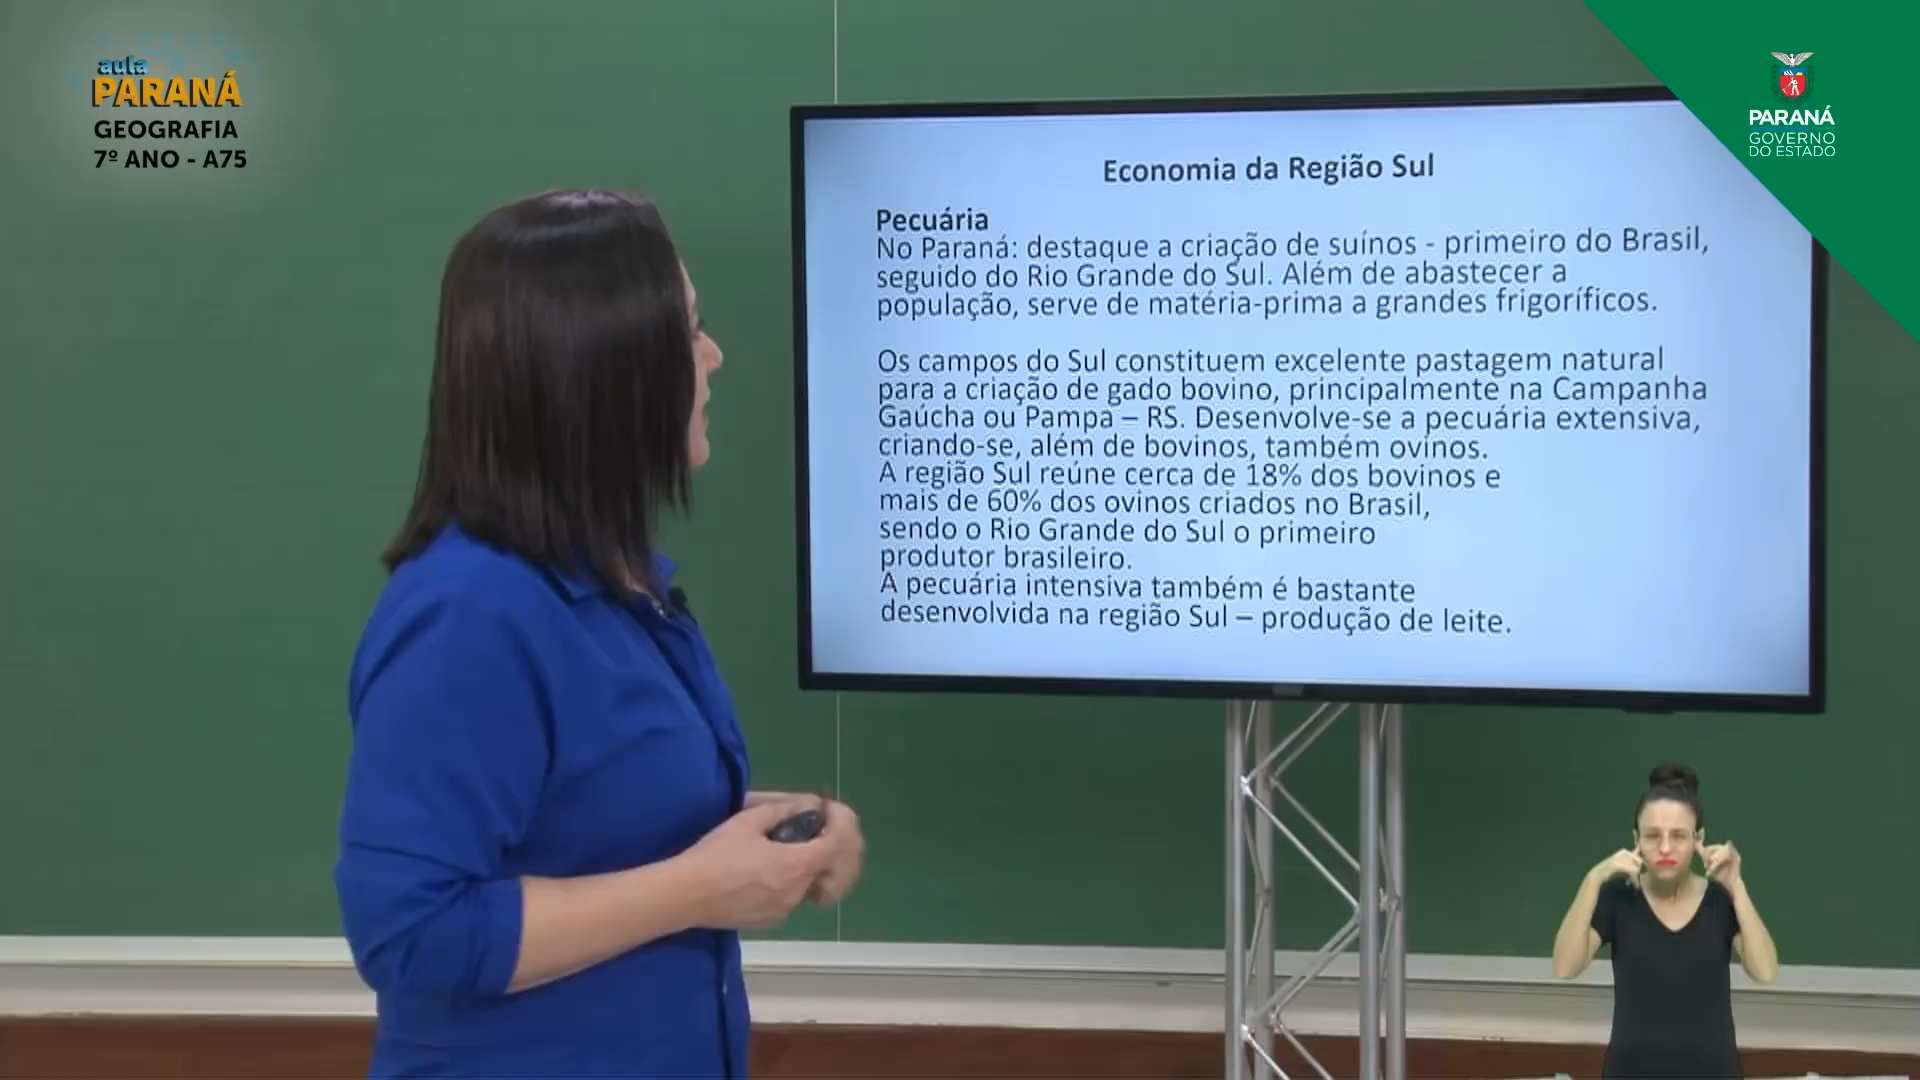 aula
PARANÁ
GEOGRAFIA
7º ANO - A75
PARANÁ
GOVERNO
DO ESTADO
Economia da Região Sul
Pecuária
No Paraná: destaque a criação de suínos - primeiro do Brasil,
seguido do Rio Grande do Sul. Além de abastecer a
população, serve de matéria-prima a grandes frigoríficos.
Os campos do Sul constituem excelente pastagem natural
para a criação de gado bovino, principalmente na Campanha
Gaúcha ou Pampa – RS. Desenvolve-se a pecuária extensiva,
criando-se, além de bovinos, também ovinos.
A região Sul reúne cerca de 18% dos bovinos e
mais de 60% dos ovinos criados no Brasil,
sendo o Rio Grande do Sul o primeiro
produtor brasileiro.
A pecuária intensiva também é bastante
desenvolvida na região Sul – produção de leite.